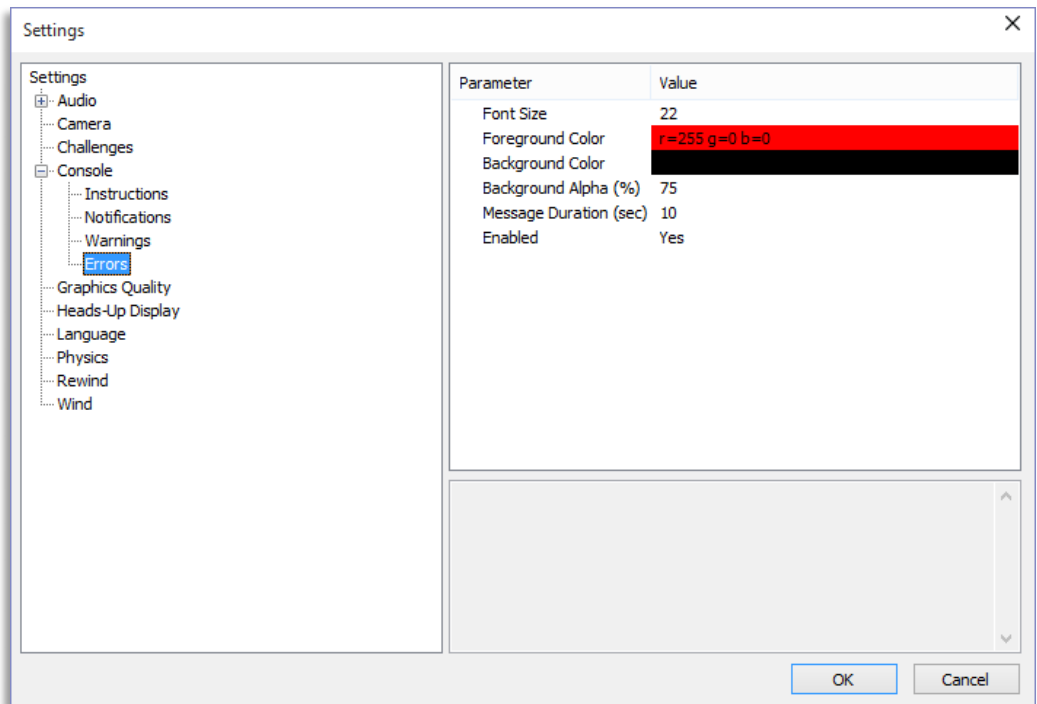 Settings
Settings
Audio
Camera
Challenges
Console
Instructions
Notifications
Warnings
Errors
Graphics Quality
Heads-Up Display
Language
Physics
Rewind
Wind
Parameter Value
Font Size 22
Foreground Color r=255 g=0 b=0
Background Color
Background Alpha (%) 75
Message Duration (sec) 10
Enabled Yes
OK Cancel